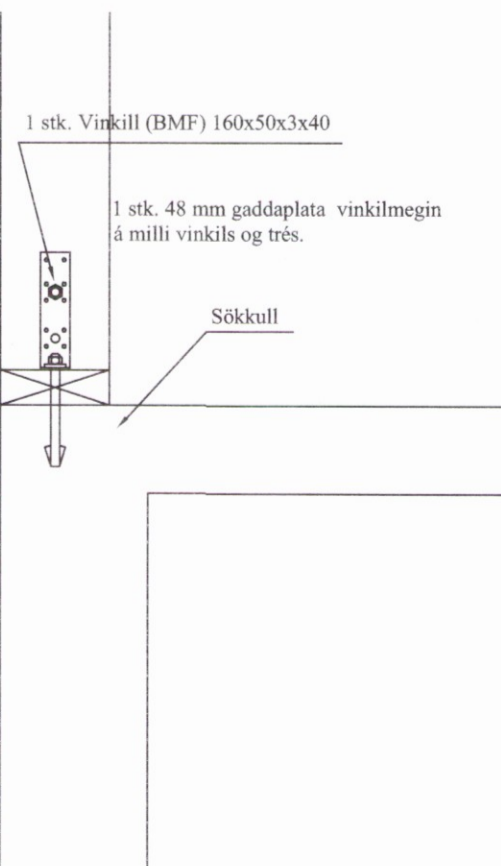 1 stk. Vinkill (BMF) 160x50x3x40
1 stk. 48 mm gaddaplata vinkilmegin
á milli vinkils og trés.
Sökkull